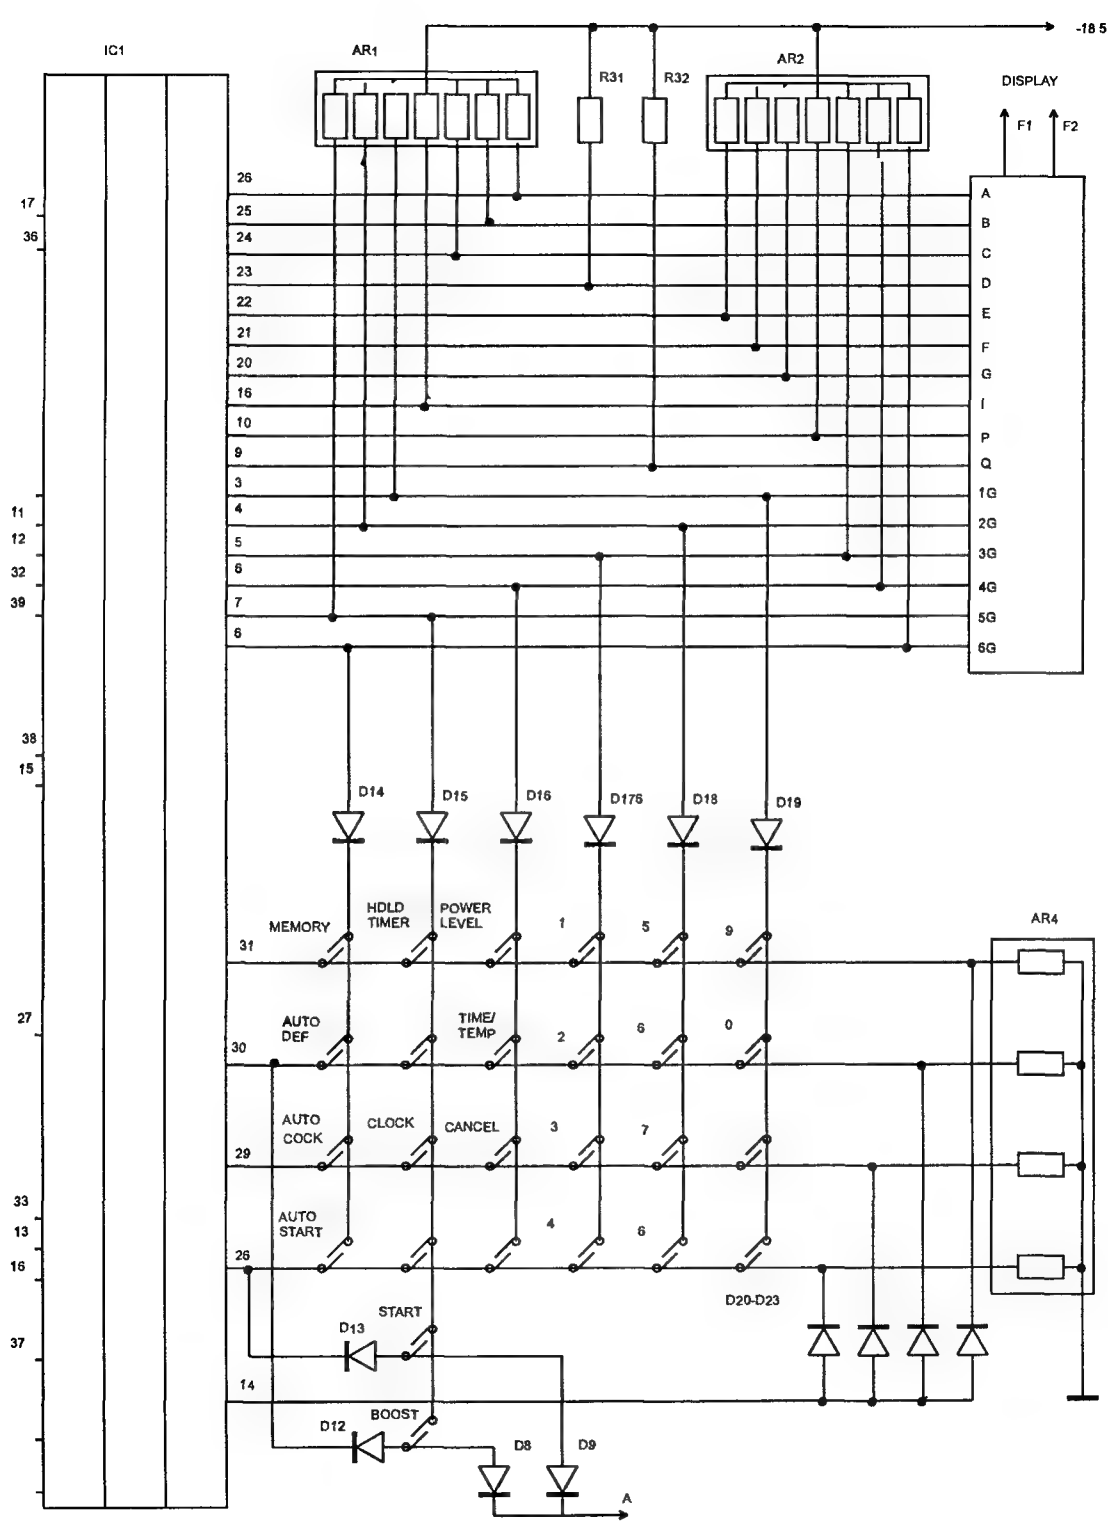 IC1
AR1
-18 5
R31
R32
AR2
DISPLAY
F1
F2
26
A
17
25
B
36
24
C
23
D
22
E
21
F
20
G
16
I
10
P
9
Q
3
1G
11
4
2G
12
5
3G
32
6
4G
39
7
5G
6
6G
38
15
D14
D15
D16
D176
D18
D19
MEMORY
HDLD
TIMER
POWER
LEVEL
1
5
9
AR4
31
27
AUTO
DEF
TIME/
TEMP
2
6
0
30
AUTO
COCK
CLOCK
CANCEL
3
7
29
33
13
AUTO
START
4
6
16
26
D20-D23
START
D13
37
14
BOOST
D12
D8
D9
A